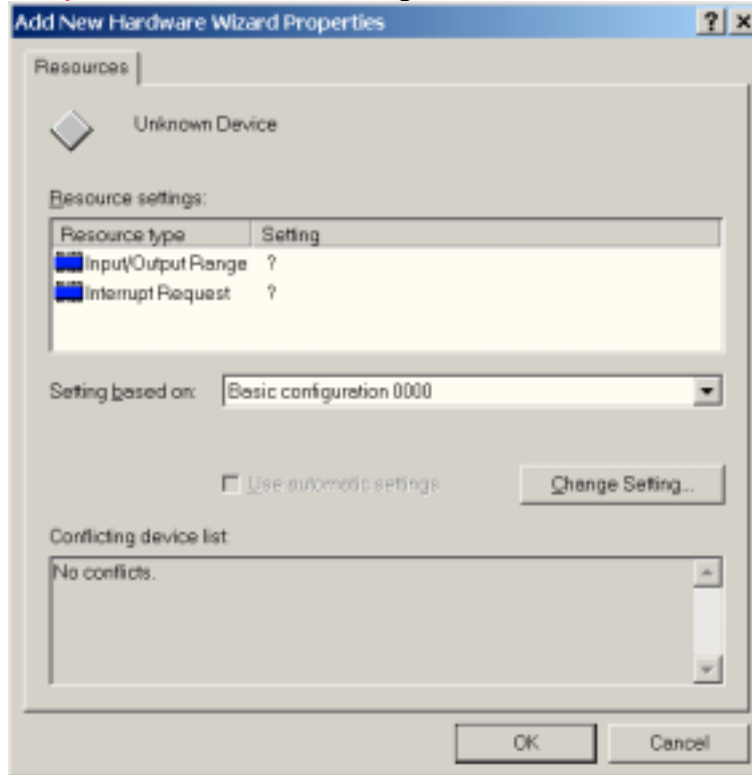 Add New Hardware Wizard Properties
Resources
Unknown Device
Resource settings:
Resource type Setting
Input/Output Range ?
Interrupt Request ?
Setting based on: Basic configuration 0000
Use automatic settings Change Setting...
Conflicting device list:
No conflicts.
OK Cancel